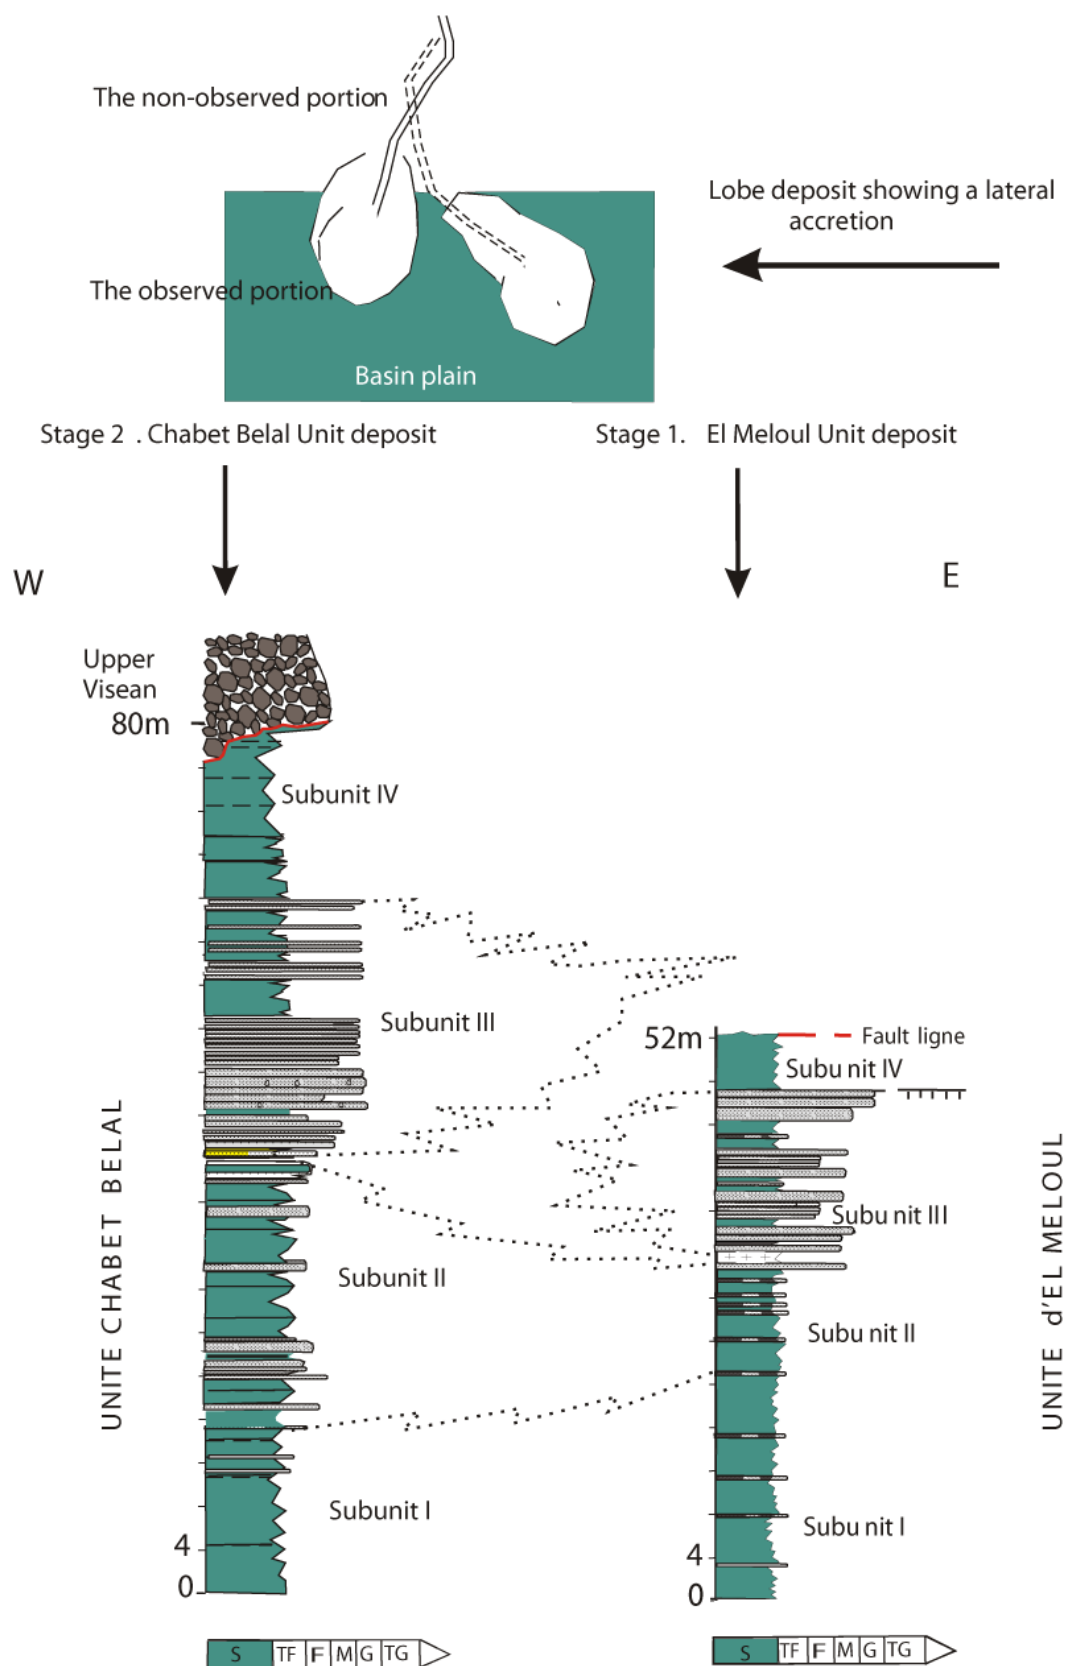 The non-observed portion
Lobe deposit showing a lateral
accretion
The observed portion
Basin plain
Stage 2 . Chabet Belal Unit deposit
Stage 1. El Meloul Unit deposit
W
E
Upper
Visean
80m
Subunit IV
Subunit III
52m
Fault ligne
Subu nit IV
UNITE CHABET BELAL
UNITE d'EL MELOUL
Subu nit III
Subunit II
Subu nit II
Subunit I
Subu nit I
4
0
4
0
S TF F M G TG
S TF F M G TG